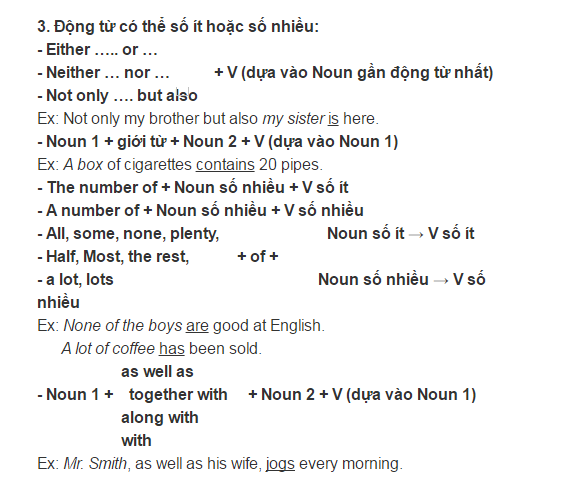 3. Động từ có thể số ít hoặc số nhiều:
- Either ….. or …
- Neither … nor … + V (dựa vào Noun gần động từ nhất)
- Not only …. but also
Ex: Not only my brother but also my sister is here.
- Noun 1 + giới từ + Noun 2 + V (dựa vào Noun 1)
Ex: A box of cigarettes contains 20 pipes.
- The number of + Noun số nhiều + V số ít
- A number of + Noun số nhiều + V số nhiều
- All, some, none, plenty, Noun số ít → V số ít
- Half, Most, the rest, + of +
- a lot, lots Noun số nhiều → V số
nhiều
Ex: None of the boys are good at English.
A lot of coffee has been sold.
as well as
- Noun 1 + together with + Noun 2 + V (dựa vào Noun 1)
along with
with
Ex: Mr. Smith, as well as his wife, jogs every morning.